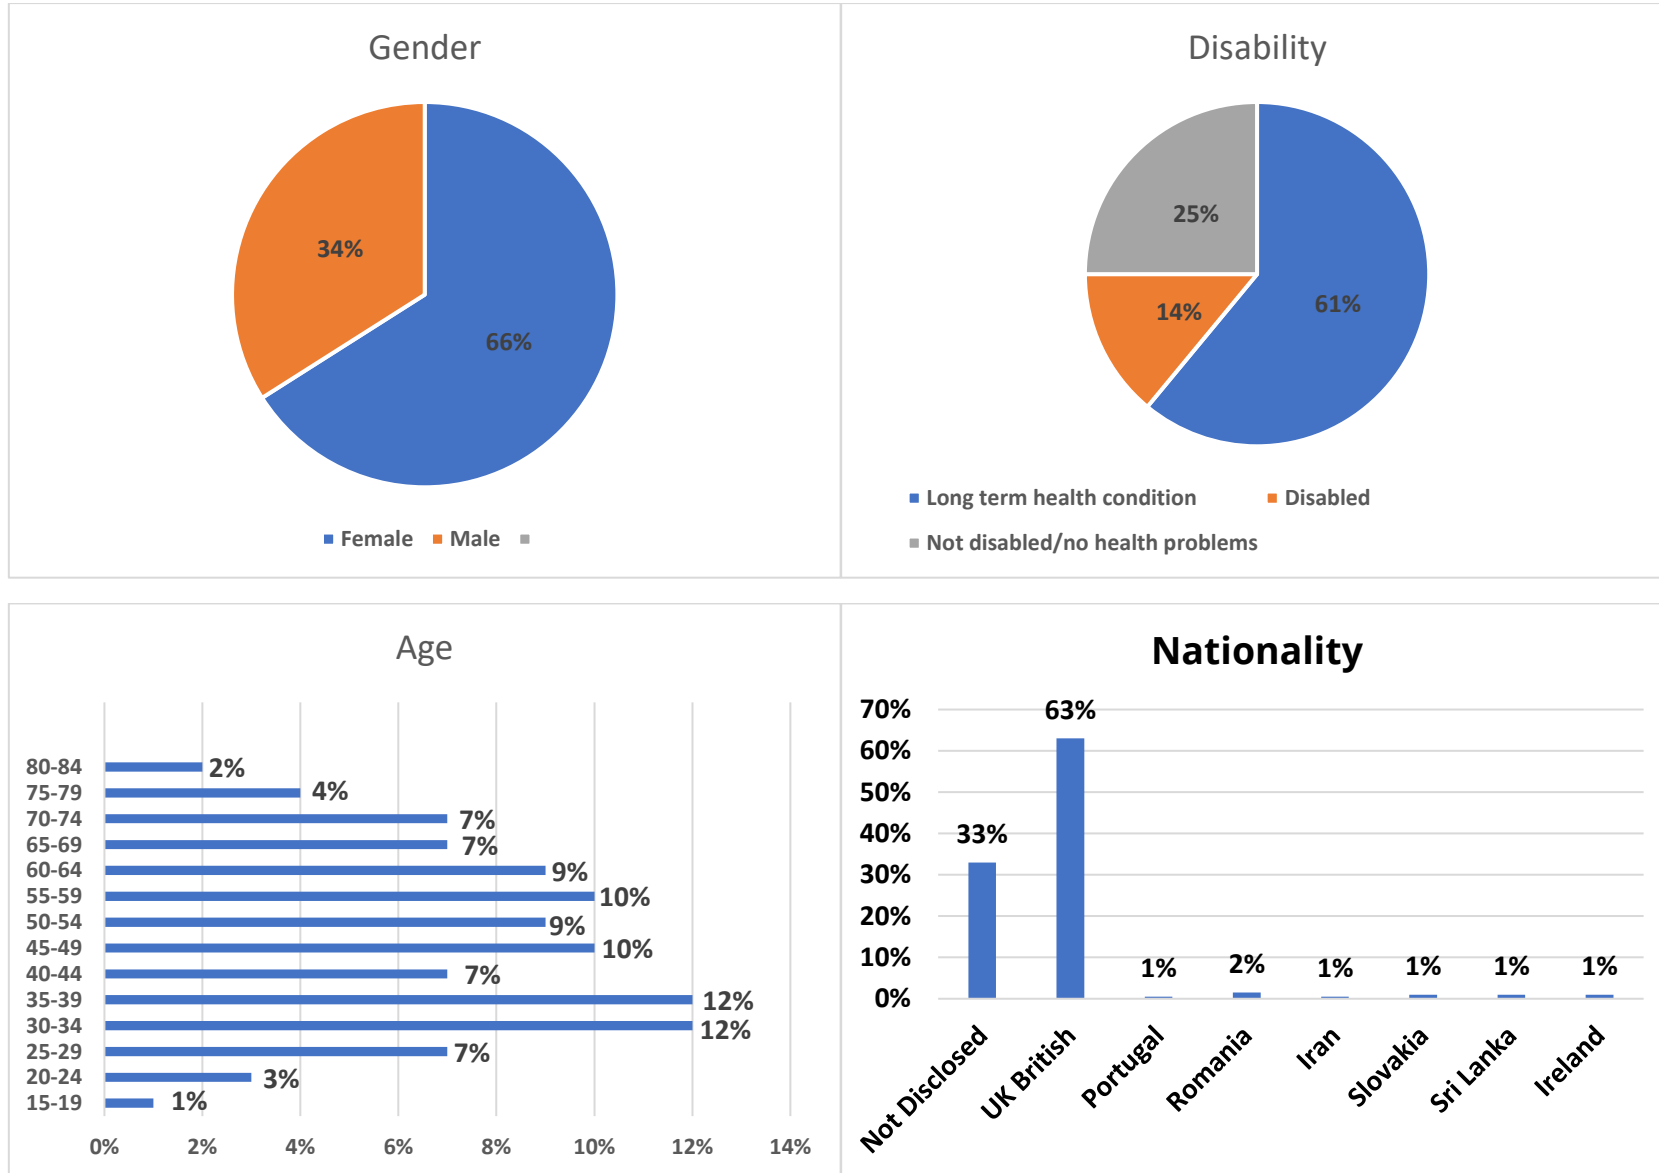 Gender
34%
66%
Female Male
Disability
25%
14%
61%
Long term health condition Disabled
Not disabled/no health problems
Age
80-84 2%
75-79 4%
70-74 7%
65-69 7%
60-64 9%
55-59 10%
50-54 9%
45-49 10%
40-44 7%
35-39 12%
30-34 12%
25-29 7%
20-24 3%
15-19 1%
0% 2% 4% 6% 8% 10% 12% 14%
Nationality
70%
60%
50%
40%
30%
20%
10%
0%
33% 63% 1% 2% 1% 1% 1% 1%
Not Disclosed UK British Portugal Romania Iran Slovakia Sri Lanka Ireland